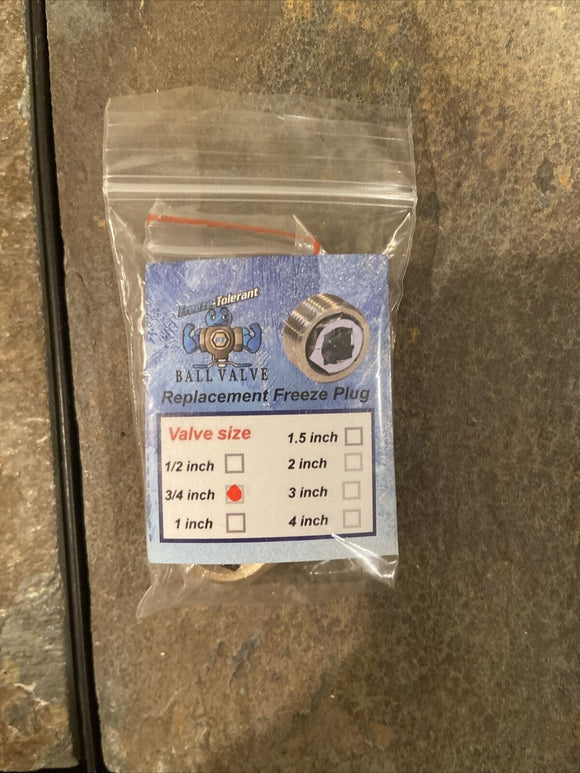 Freeze-Tolerant
FT
BALL VALVE
Replacement Freeze Plug
Valve size
1/2 inch
3/4 inch
1 inch
1.5 inch
2 inch
3 inch
4 inch